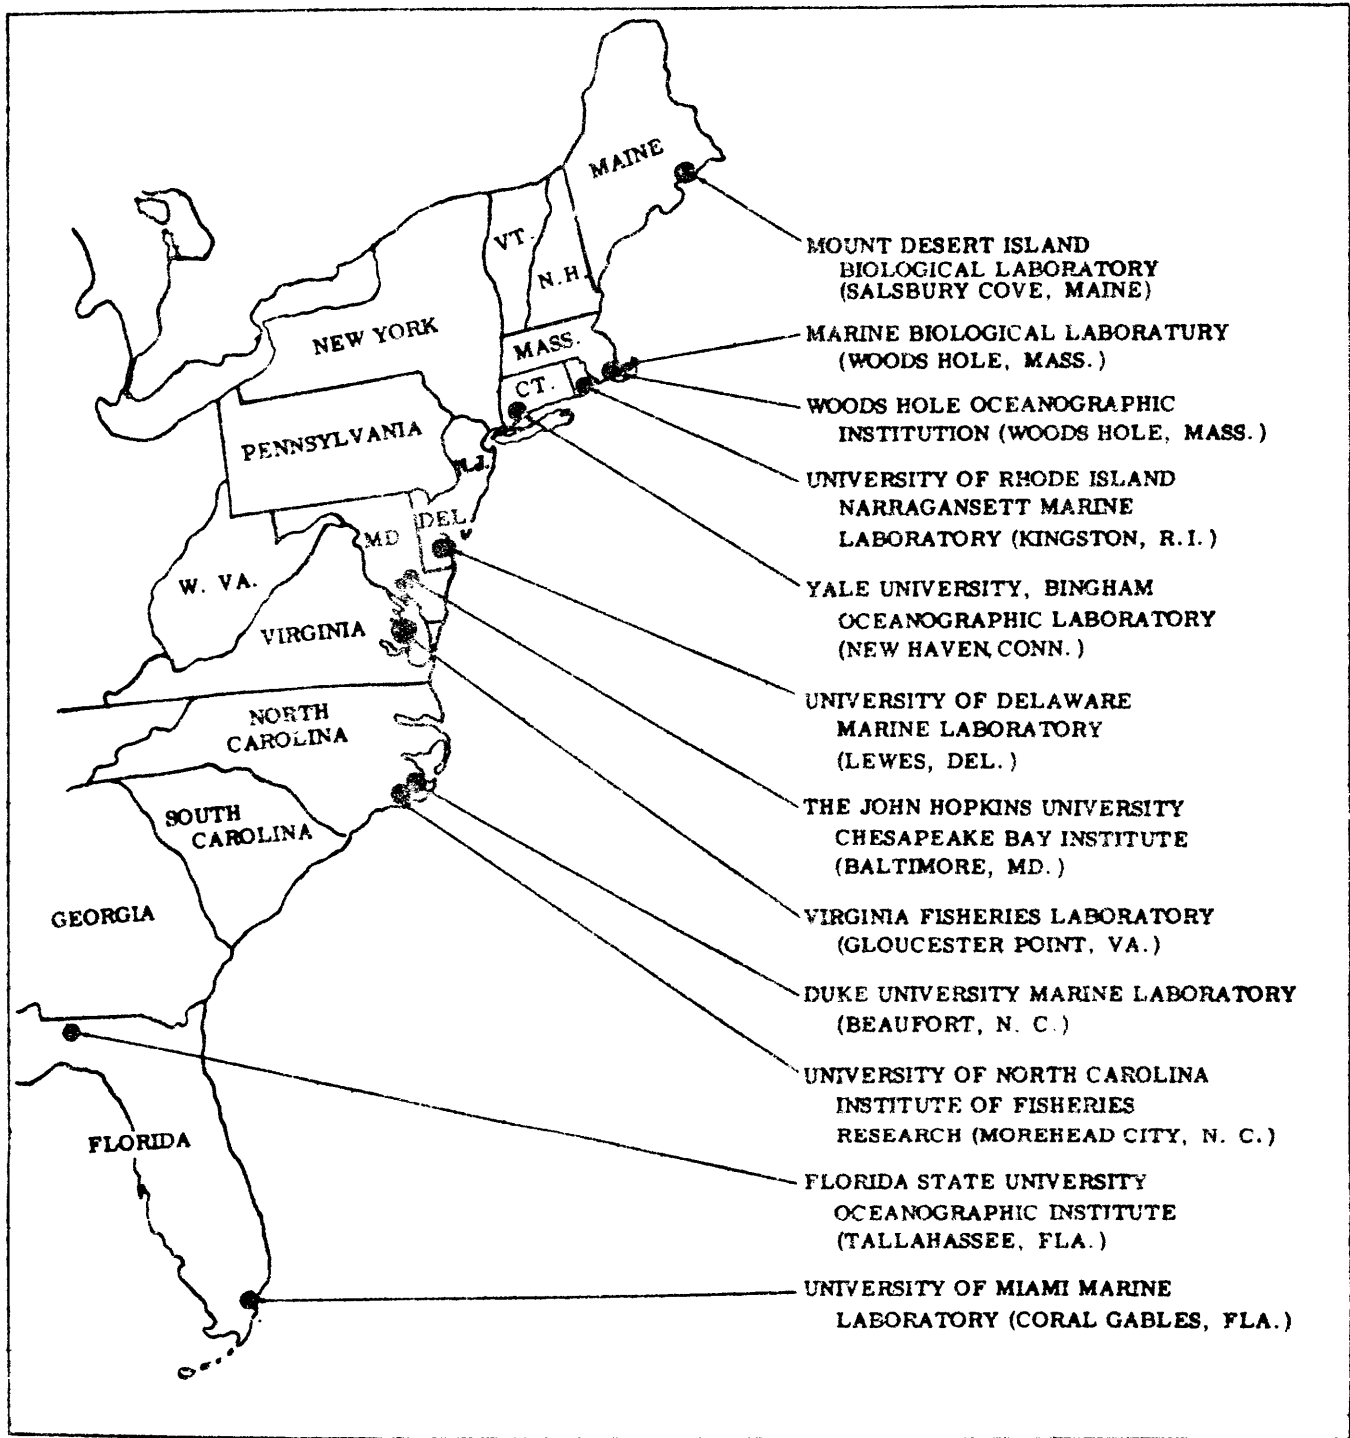 MAINE
VT.
N.H.
NEW YORK
MASS.
CT.
PENNSYLVANIA
N.J.
DEL
MD
W. VA.
VIRGINIA
NORTH
CAROLINA
SOUTH
CAROLINA
GEORGIA
FLORIDA
MOUNT DESERT ISLAND
BIOLOGICAL LABORATORY
(SALSBURY COVE, MAINE)
MARINE BIOLOGICAL LABORATURY
(WOODS HOLE, MASS.)
WOODS HOLE OCEANOGRAPHIC
INSTITUTION (WOODS HOLE, MASS.)
UNIVERSITY OF RHODE ISLAND
NARRAGANSETT MARINE
LABORATORY (KINGSTON, R.I.)
YALE UNIVERSITY, BINGHAM
OCEANOGRAPHIC LABORATORY
(NEW HAVEN, CONN.)
UNIVERSITY OF DELAWARE
MARINE LABORATORY
(LEWES, DEL.)
THE JOHN HOPKINS UNIVERSITY
CHESAPEAKE BAY INSTITUTE
(BALTIMORE, MD.)
VIRGINIA FISHERIES LABORATORY
(GLOUCESTER POINT, VA.)
DUKE UNIVERSITY MARINE LABORATORY
(BEAUFORT, N. C.)
UNIVERSITY OF NORTH CAROLINA
INSTITUTE OF FISHERIES
RESEARCH (MOREHEAD CITY, N. C.)
FLORIDA STATE UNIVERSITY
OCEANOGRAPHIC INSTITUTE
(TALLAHASSEE, FLA.)
UNIVERSITY OF MIAMI MARINE
LABORATORY (CORAL GABLES, FLA.)